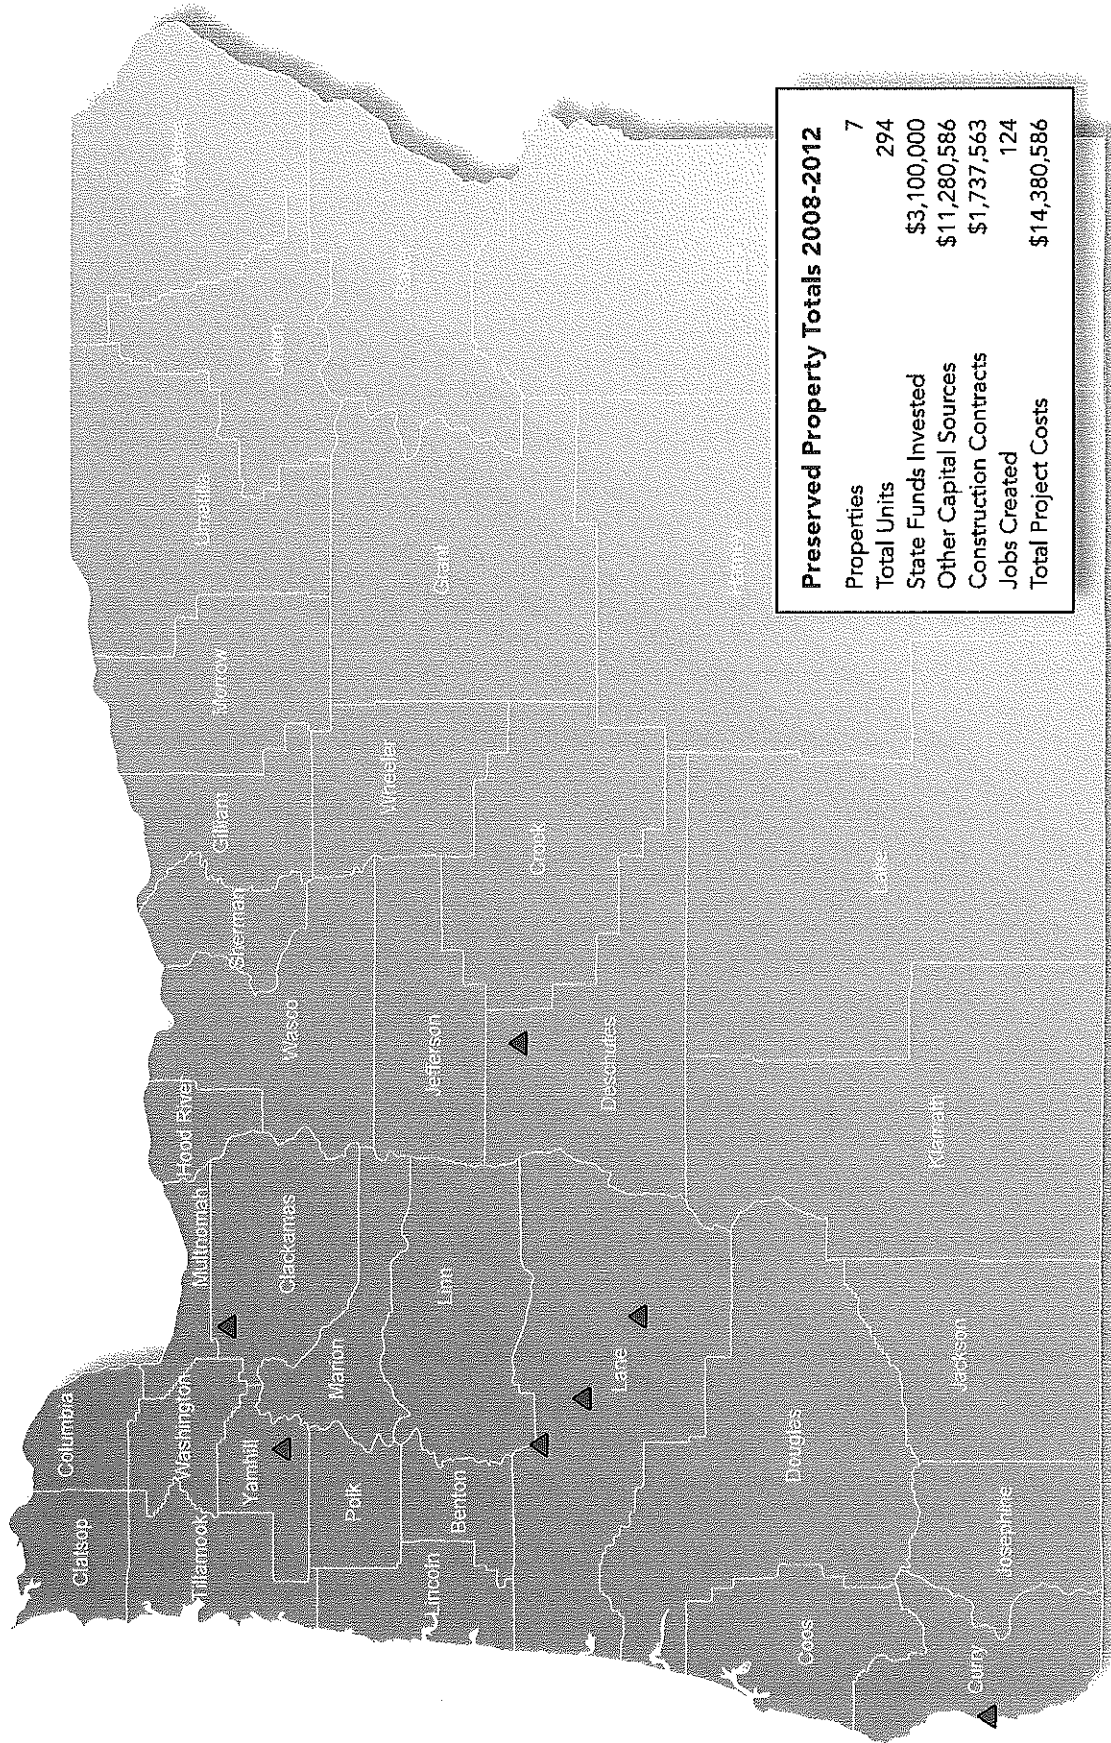 Clatsop
Columbia
Tillamook
Washington
Multnomah
Hood River
Yamhill
Clackamas
Wasco
Sherman
Gilliam
Morrow
Umatilla
Union
Polk
Marion
Jefferson
Wheeler
Grant
Lincoln
Benton
Linn
Crook
Deschutes
Lane
Douglas
Coos
Klamath
Lake
Curry
Josephine
Jackson
Preserved Property Totals 2008-2012
Properties 7
Total Units 294
State Funds Invested $3,100,000
Other Capital Sources $11,280,586
Construction Contracts $1,737,563
Jobs Created 124
Total Project Costs $14,380,586